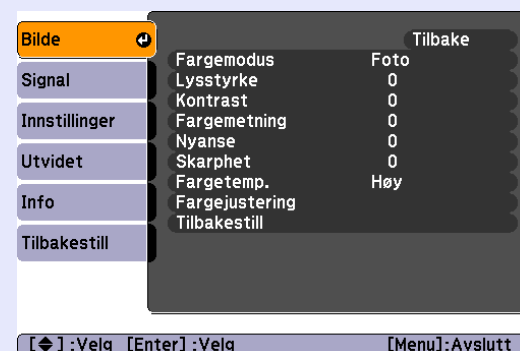 Bilde
Signal
Innstillinger
Utvidet
Info
Tilbakestill
Tilbake
Fargemodus Foto
Lysstyrke 0
Kontrast 0
Fargemetning 0
Nyanse 0
Skarphet 0
Fargetemp. Høy
Fargejustering
Tilbakestill
[◆] :Velg [Enter] :Velg [Menu]:Avslutt